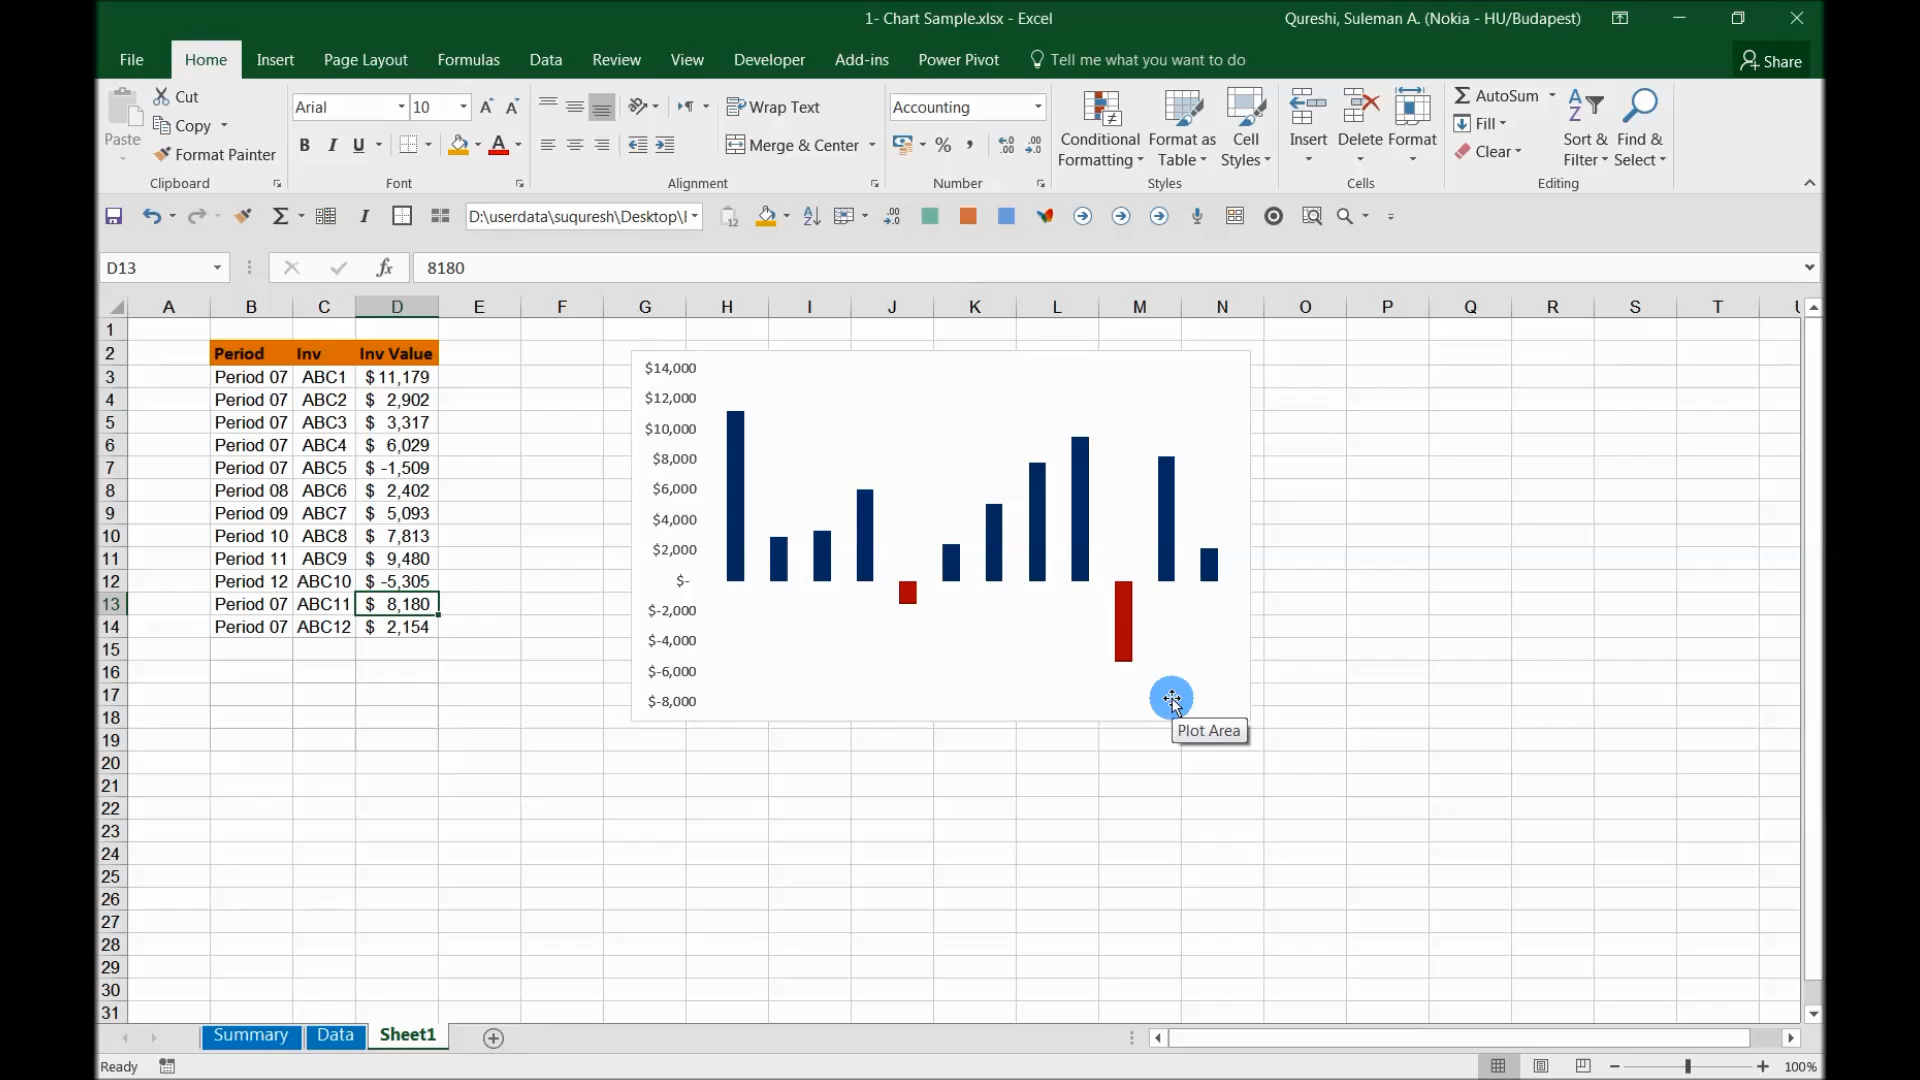 1- Chart Sample.xlsx - Excel
Qureshi, Suleman A. (Nokia - HU/Budapest)
File Home Insert Page Layout Formulas Data Review View Developer Add-ins Power Pivot Tell me what you want to do Share
Paste
Cut
Copy
Format Painter
Clipboard
Arial 10
B I U A
Font
Wrap Text
Merge & Center
Alignment
Accounting
%
Number
Conditional Formatting
Format as Table
Cell Styles
Styles
Insert Delete Format
Cells
AutoSum
Fill
Clear
Sort & Filter
Find & Select
Editing
D:\userdata\suquresh\Desktop\
D13 fx 8180
A B C D E F G H I J K L M N O P Q R S T U
1
2 Period Inv Inv Value
3 Period 07 ABC1 $ 11,179
4 Period 07 ABC2 $ 2,902
5 Period 07 ABC3 $ 3,317
6 Period 07 ABC4 $ 6,029
7 Period 07 ABC5 $ -1,509
8 Period 08 ABC6 $ 2,402
9 Period 09 ABC7 $ 5,093
10 Period 10 ABC8 $ 7,813
11 Period 11 ABC9 $ 9,480
12 Period 12 ABC10 $ -5,305
13 Period 07 ABC11 $ 8,180
14 Period 07 ABC12 $ 2,154
15
16
17
18
19
20
21
22
23
24
25
26
27
28
29
30
31
$14,000
$12,000
$10,000
$8,000
$6,000
$4,000
$2,000
$-
$-2,000
$-4,000
$-6,000
$-8,000
Plot Area
Summary Data Sheet1
Ready
100%